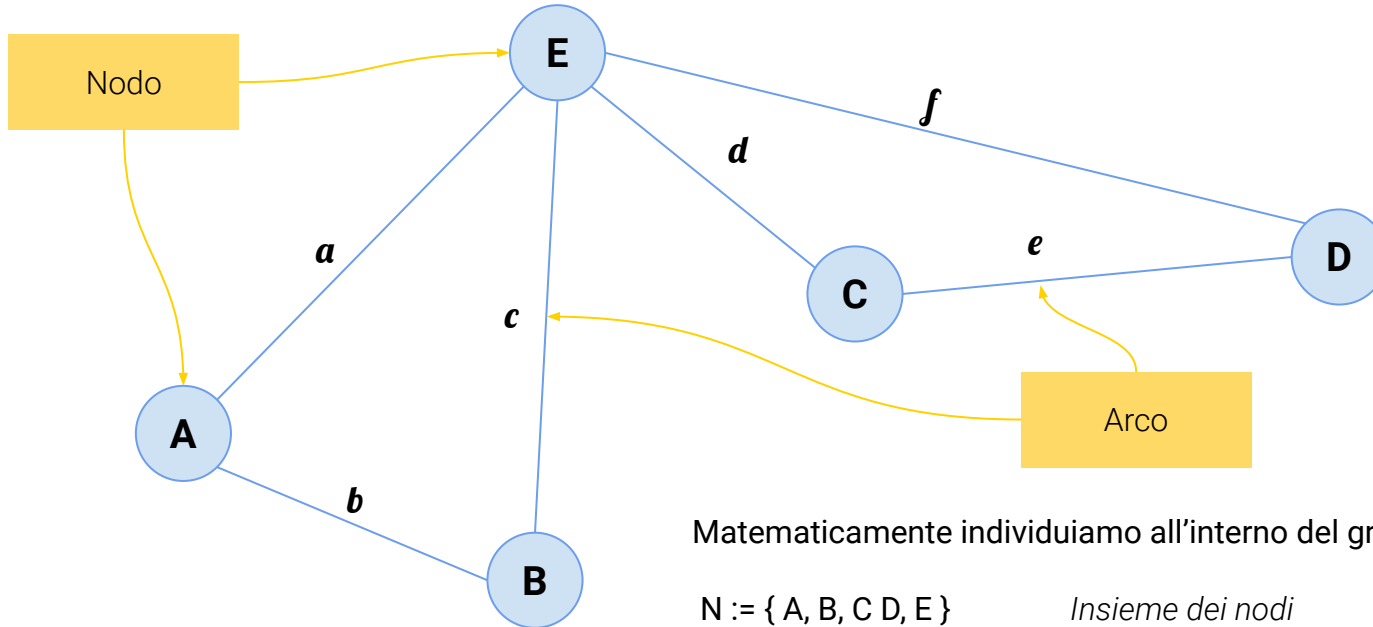 E
Nodo
f
d
a
e
D
C
c
A
Arco
b
Matematicamente individuiamo all’interno del gr
B
N := { A, B, C D, E } Insieme dei nodi